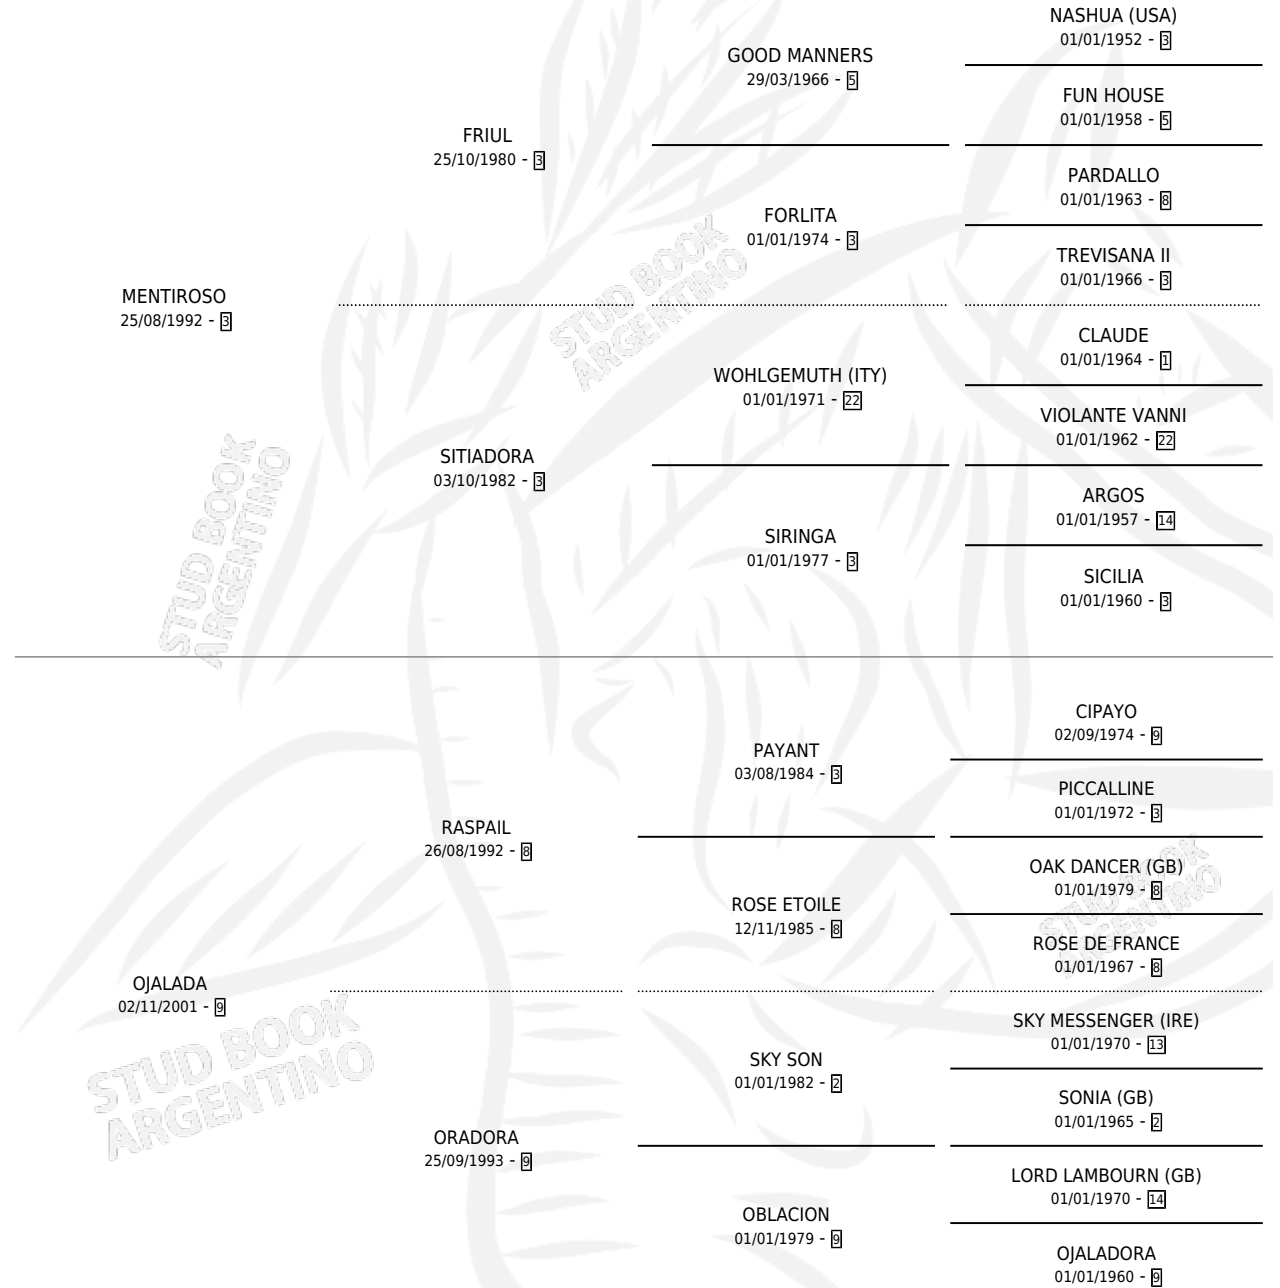 NASHUA (USA)
01/01/1952 - 3
GOOD MANNERS
29/03/1966 - 5
FUN HOUSE
01/01/1958 - 5
FRIUL
25/10/1980 - 3
PARDALLO
01/01/1963 - 8
FORLITA
01/01/1974 - 3
TREVISANA II
01/01/1966 - 3
MENTIROSO
25/08/1992 - 3
CLAUDE
01/01/1964 - 1
WOHLGEMUTH (ITY)
01/01/1971 - 22
VIOLANTE VANNI
01/01/1962 - 22
SITIADORA
03/10/1982 - 3
ARGOS
01/01/1957 - 14
SIRINGA
01/01/1977 - 3
SICILIA
01/01/1960 - 3
CIPAYO
02/09/1974 - 9
PAYANT
03/08/1984 - 3
PICCALLINE
01/01/1972 - 3
RASPAIL
26/08/1992 - 8
OAK DANCER (GB)
01/01/1979 - 8
ROSE ETOILE
12/11/1985 - 8
ROSE DE FRANCE
01/01/1967 - 8
OJALADA
02/11/2001 - 9
SKY MESSENGER (IRE)
01/01/1970 - 13
SKY SON
01/01/1982 - 2
SONIA (GB)
01/01/1965 - 2
ORADORA
25/09/1993 - 9
LORD LAMBOURN (GB)
01/01/1970 - 14
OBLACION
01/01/1979 - 9
OJALADORA
01/01/1960 - 9
STUD BOOK
ARGENTINO
STUD BOOK
ARGENTINO
STUD BOOK
ARGENTINO
STUD BOOK
ARGENTINO